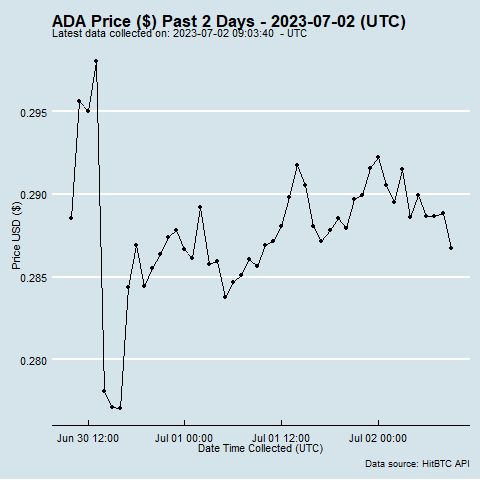 ADA Price ($) Past 2 Days - 2023-07-02 (UTC)
Latest data collected on: 2023-07-02 09:03:40 - UTC
0.295
0.290
0.285
0.280
Price USD ($)
Jun 30 12:00 Jul 01 00:00 Jul 01 12:00 Jul 02 00:00
Date Time Collected (UTC)
Data source: HitBTC API